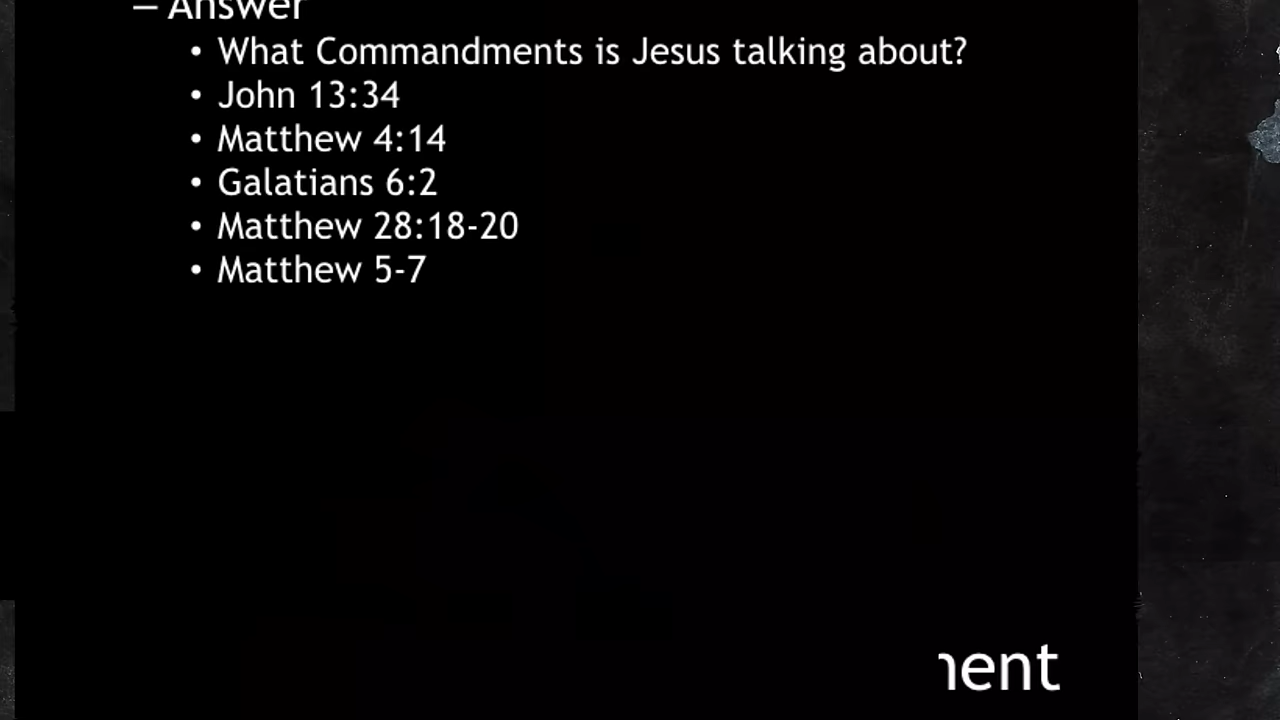 – Answer
• What Commandments is Jesus talking about?
• John 13:34
• Matthew 4:14
• Galatians 6:2
• Matthew 28:18-20
• Matthew 5-7